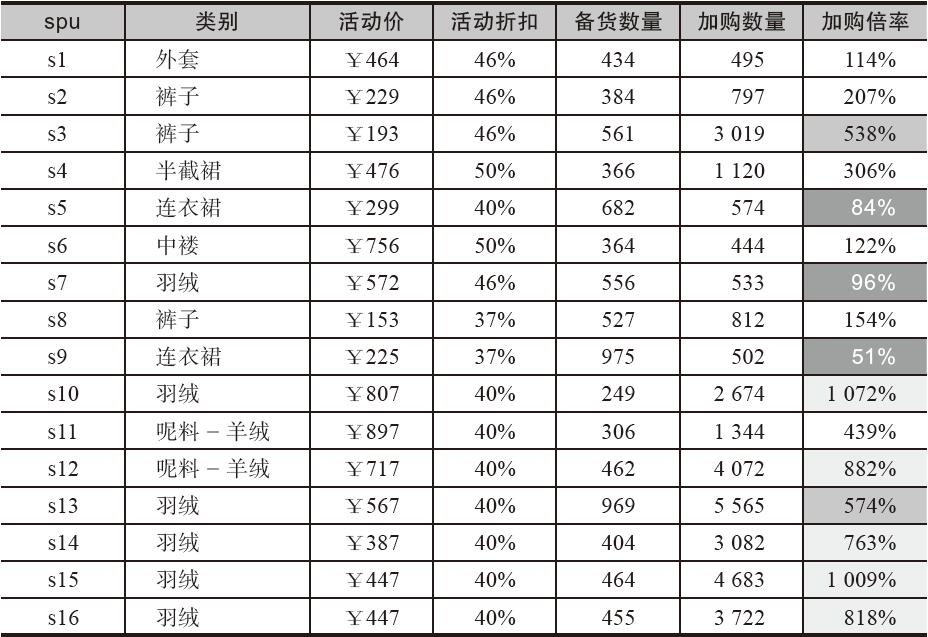 spu 类别 活动价 活动折扣 备货数量 加购数量 加购倍率
s1 外套 ￥464 46% 434 495 114%
s2 裤子 ￥229 46% 384 797 207%
s3 裤子 ￥193 46% 561 3 019 538%
s4 半截裙 ￥476 50% 366 1 120 306%
s5 连衣裙 ￥299 40% 682 574 84%
s6 中褛 ￥756 50% 364 444 122%
s7 羽绒 ￥572 46% 556 533 96%
s8 裤子 ￥153 37% 527 812 154%
s9 连衣裙 ￥225 37% 975 502 51%
s10 羽绒 ￥807 40% 249 2 674 1 072%
s11 呢料－羊绒 ￥897 40% 306 1 344 439%
s12 呢料－羊绒 ￥717 40% 462 4 072 882%
s13 羽绒 ￥567 40% 969 5 565 574%
s14 羽绒 ￥387 40% 404 3 082 763%
s15 羽绒 ￥447 40% 464 4 683 1 009%
s16 羽绒 ￥447 40% 455 3 722 818%